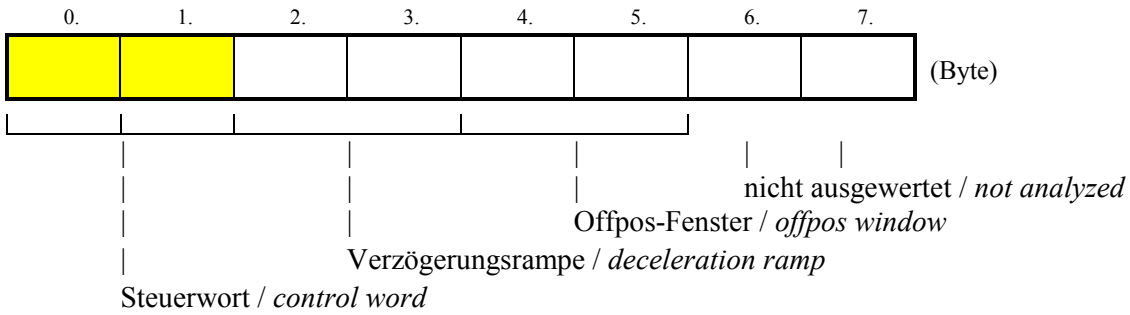 0. 1. 2. 3. 4. 5. 6. 7.
(Byte)
nicht ausgewertet / not analyzed
Offpos-Fenster / offpos window
Verzögerungsrampe / deceleration ramp
Steuerwort / control word